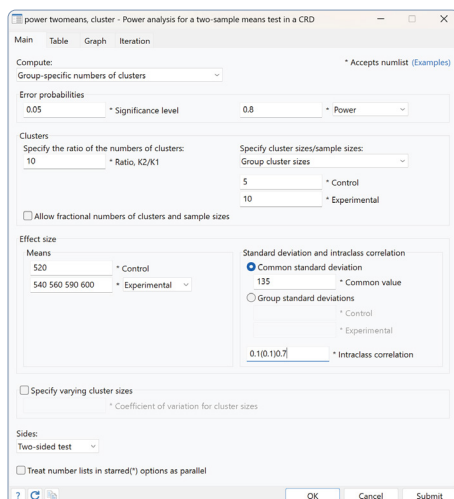 power twomeans, cluster - Power analysis for a two-sample means test in a CRD
Main Table Graph Iteration
Compute:
* Accepts numlist (Examples)
Group-specific numbers of clusters
Error probabilities
0.05 * Significance level 0.8 * Power
Clusters
Specify the ratio of the numbers of clusters: Specify cluster sizes/sample sizes:
10 * Ratio, K2/K1 Group cluster sizes
5 * Control
10 * Experimental
Allow fractional numbers of clusters and sample sizes
Effect size
Means Standard deviation and intraclass correlation
520 * Control Common standard deviation
540 560 590 600 * Experimental 135 * Common value
Group standard deviations
* Control
* Experimental
0.1(0.1)0.7 * Intraclass correlation
Specify varying cluster sizes
* Coefficient of variation for cluster sizes
Sides:
Two-sided test
Treat number lists in starred(*) options as parallel
? OK Cancel Submit